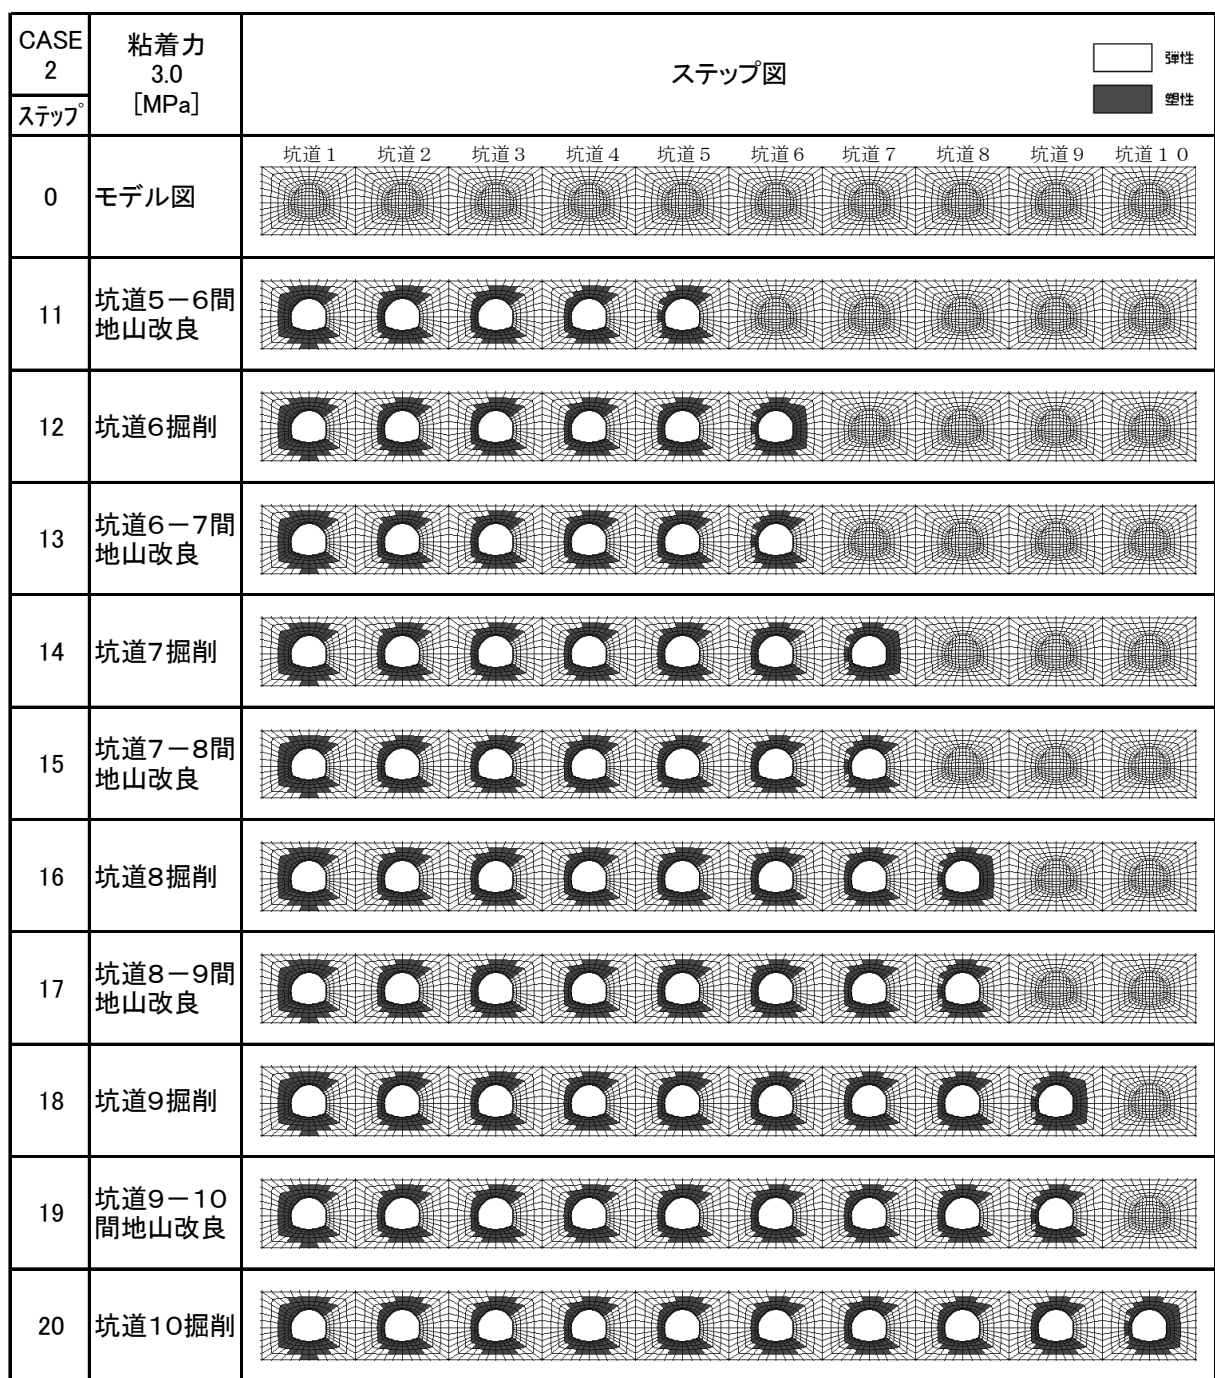 CASE
2
ステップ
粘着力
3.0
[MPa]
ステップ図
弾性
塑性
0
モデル図
坑道1 坑道2 坑道3 坑道4 坑道5 坑道6 坑道7 坑道8 坑道9 坑道10
11
坑道5-6間
地山改良
12
坑道6掘削
13
坑道6-7間
地山改良
14
坑道7掘削
15
坑道7-8間
地山改良
16
坑道8掘削
17
坑道8-9間
地山改良
18
坑道9掘削
19
坑道9-10
間地山改良
20
坑道10掘削